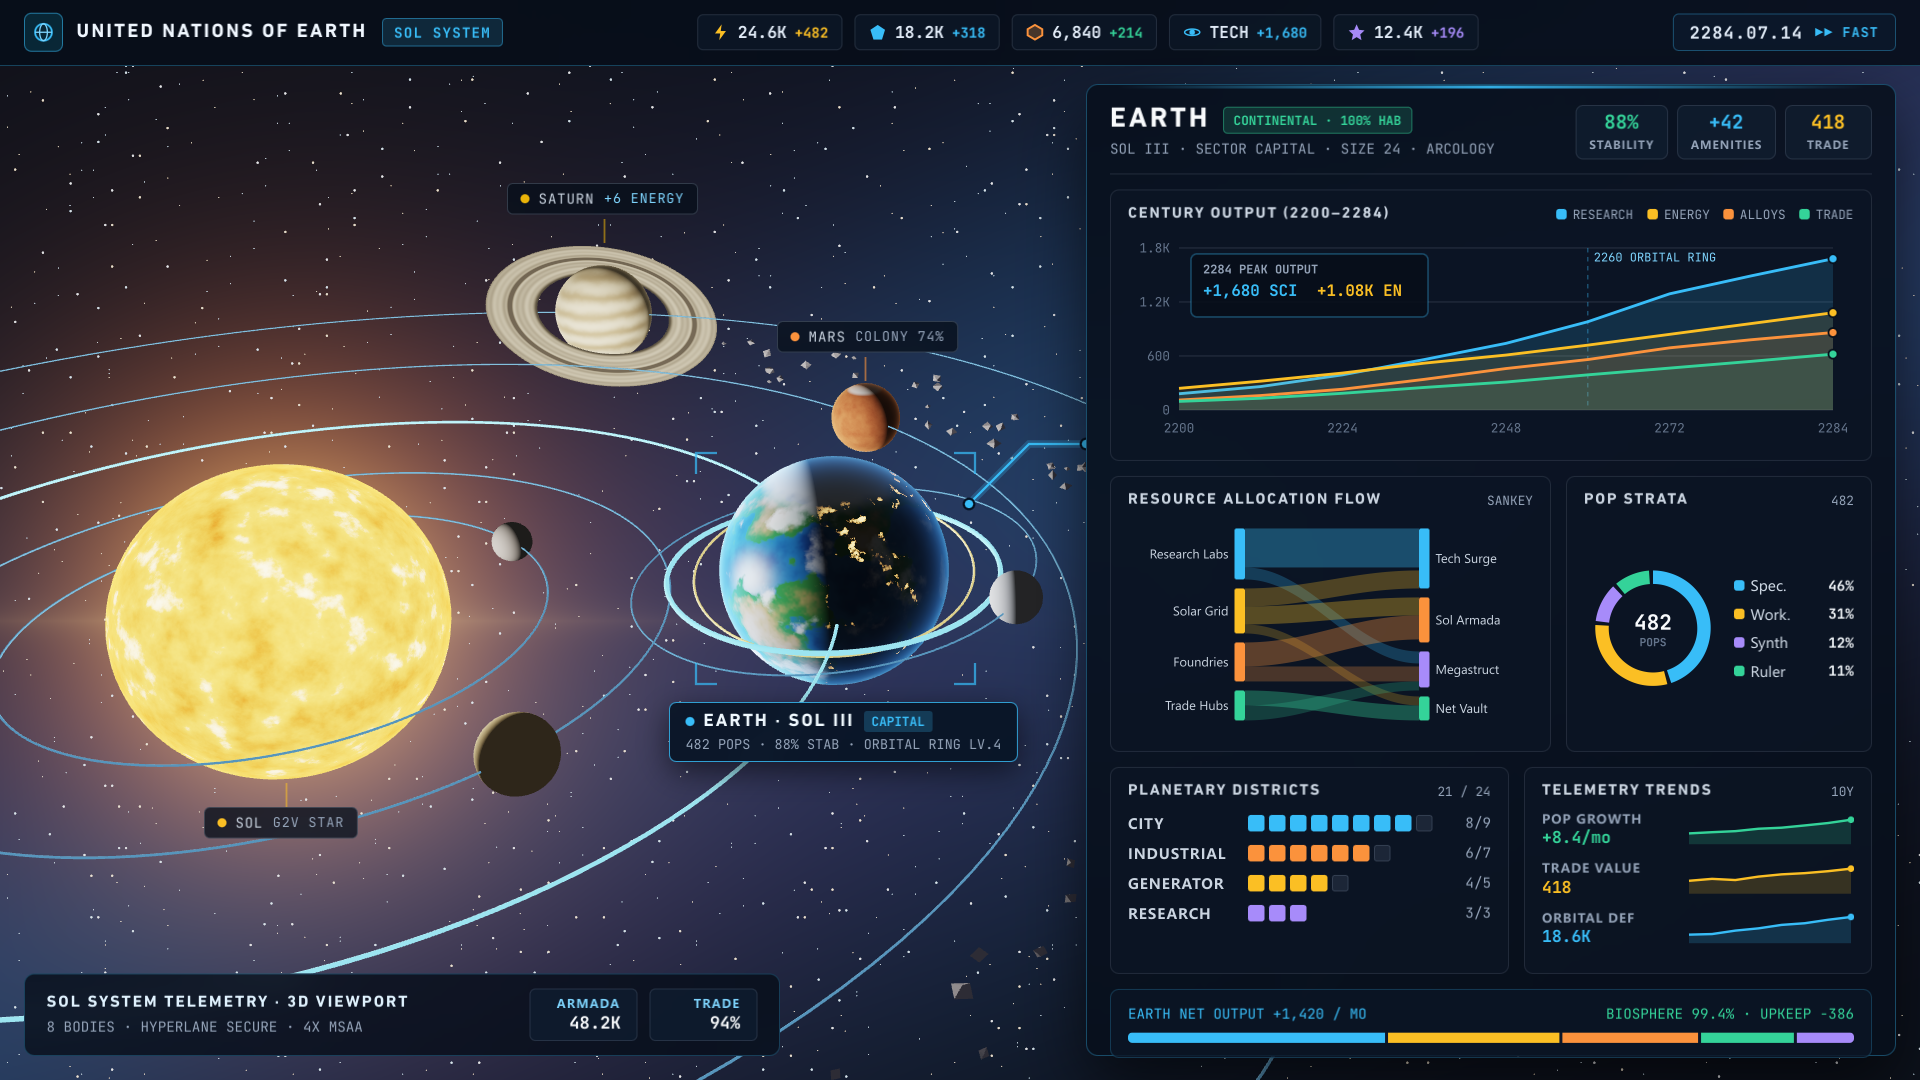 UNITED NATIONS OF EARTH
SOL SYSTEM
24.6K +482
18.2K +318
6,840 +214
TECH +1,680
12.4K +196
2284.07.14 FAST
SATURN +6 ENERGY
MARS COLONY 74%
SOL G2V STAR
EARTH · SOL III CAPITAL
482 POPS · 88% STAB · ORBITAL RING LV.4
SOL SYSTEM TELEMETRY · 3D VIEWPORT
8 BODIES · HYPERLANE SECURE · 4X MSAA
ARMADA
48.2K
TRADE
94%
EARTH
CONTINENTAL · 100% HAB
SOL III · SECTOR CAPITAL · SIZE 24 · ARCOLOGY
88%
STABILITY
+42
AMENITIES
418
TRADE
CENTURY OUTPUT (2200–2284)
RESEARCH ENERGY ALLOYS TRADE
1.8K
1.2K
600
0
2260 ORBITAL RING
2284 PEAK OUTPUT
+1,680 SCI +1.08K EN
2200 2224 2248 2272 2284
RESOURCE ALLOCATION FLOW
SANKEY
Research Labs
Solar Grid
Foundries
Trade Hubs
Tech Surge
Sol Armada
Megastruct
Net Vault
POP STRATA
482
482
POPS
Spec. 46%
Work. 31%
Synth 12%
Ruler 11%
PLANETARY DISTRICTS
21 / 24
CITY 8/9
INDUSTRIAL 6/7
GENERATOR 4/5
RESEARCH 3/3
TELEMETRY TRENDS
10Y
POP GROWTH
+8.4/mo
TRADE VALUE
418
ORBITAL DEF
18.6K
EARTH NET OUTPUT +1,420 / MO
BIOSPHERE 99.4% · UPKEEP -386